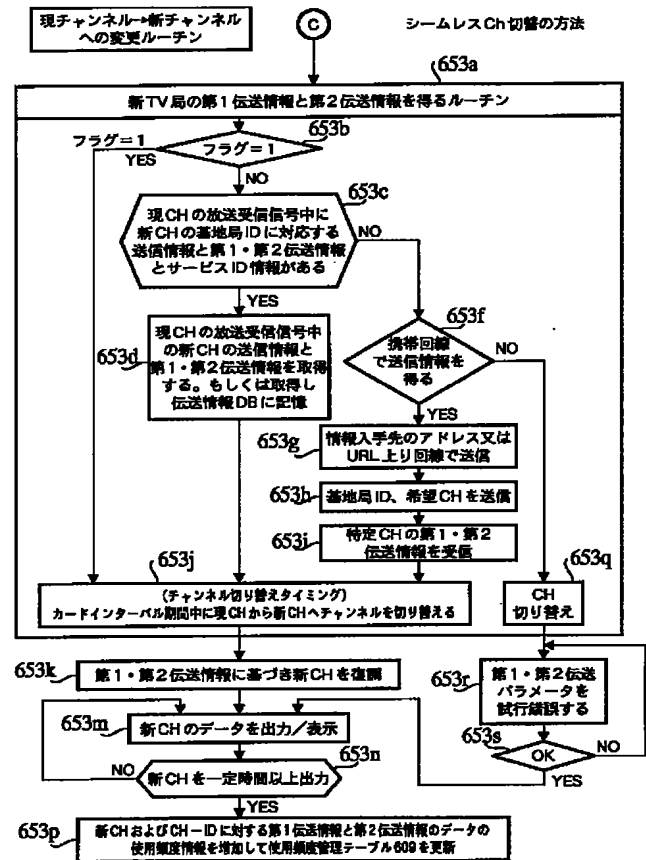 現チャンネル→新チャンネル
への変更ルーチン
C
シームレスCh切替の方法
653a
新TV局の第1伝送情報と第2伝送情報を得るルーチン
653b
フラグ=1
YES
フラグ=1
NO
653c
現CHの放送受信信号中に
新CHの基地局IDに対応する
送信情報と第1・第2伝送情報
とサービスID情報がある
NO
YES
653d
現CHの放送受信信号中
の新CHの送信情報と
第1・第2伝送情報を取得
する。もしくは取得し
伝送情報DBに記憶
653f
携帯回線
で送信情報を
得る
NO
YES
653g
情報入手先のアドレス又は
URL上り回線で送信
653h
基地局ID、希望CHを送信
653i
特定CHの第1・第2
伝送情報を受信
653j
(チャンネル切り替えタイミング)
カードインターバル期間中に現CHから新CHへチャンネルを切り替える
653q
CH
切り替え
653k
第1・第2伝送情報に基づき新CHを復調
653m
新CHのデータを出力/表示
653n
新CHを一定時間以上出力
NO
YES
653r
第1・第2伝送
パラメータを
試行錯誤する
653s
OK
NO
YES
653p
新CHおよびCH-IDに対する第1伝送情報と第2伝送情報のデータの
使用頻度情報を増加して使用頻度管理テーブル609を更新